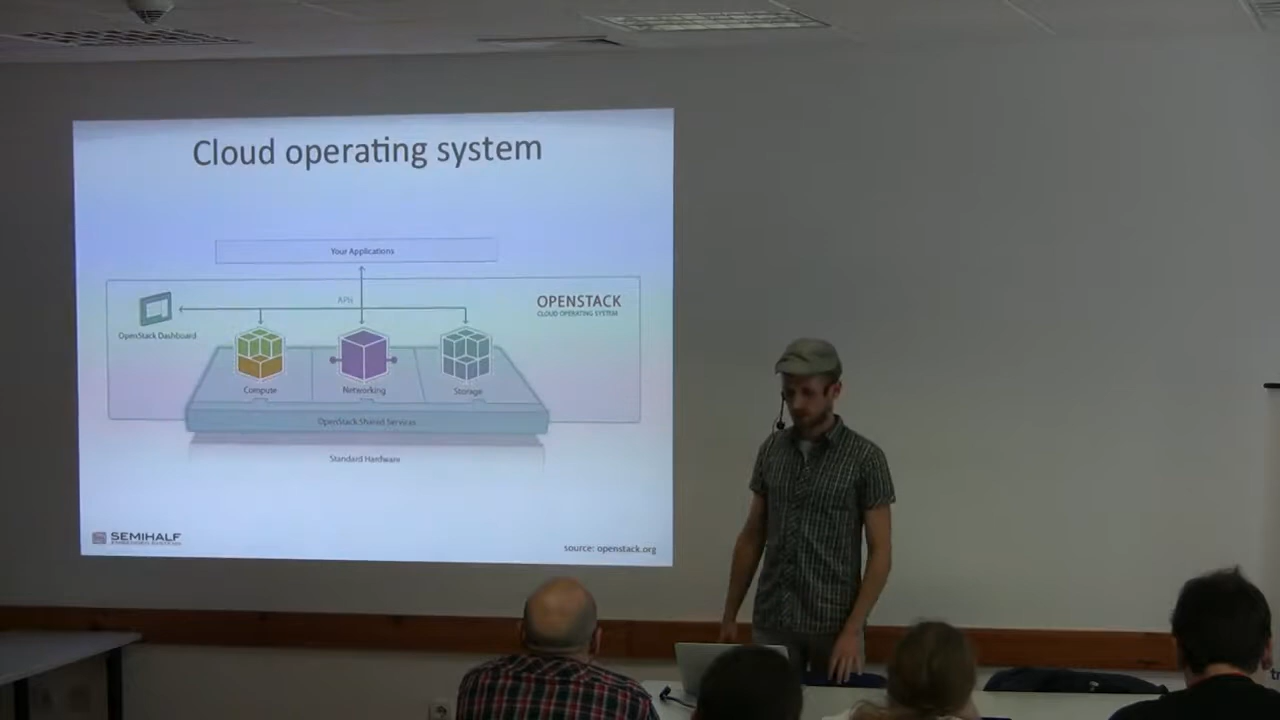 Cloud operating system
Your Applications
APIs
OPENSTACK
CLOUD OPERATING SYSTEM
OpenStack Dashboard
Compute
Networking
Storage
OpenStack Shared Services
Standard Hardware
SEMIHALF
source: openstack.org